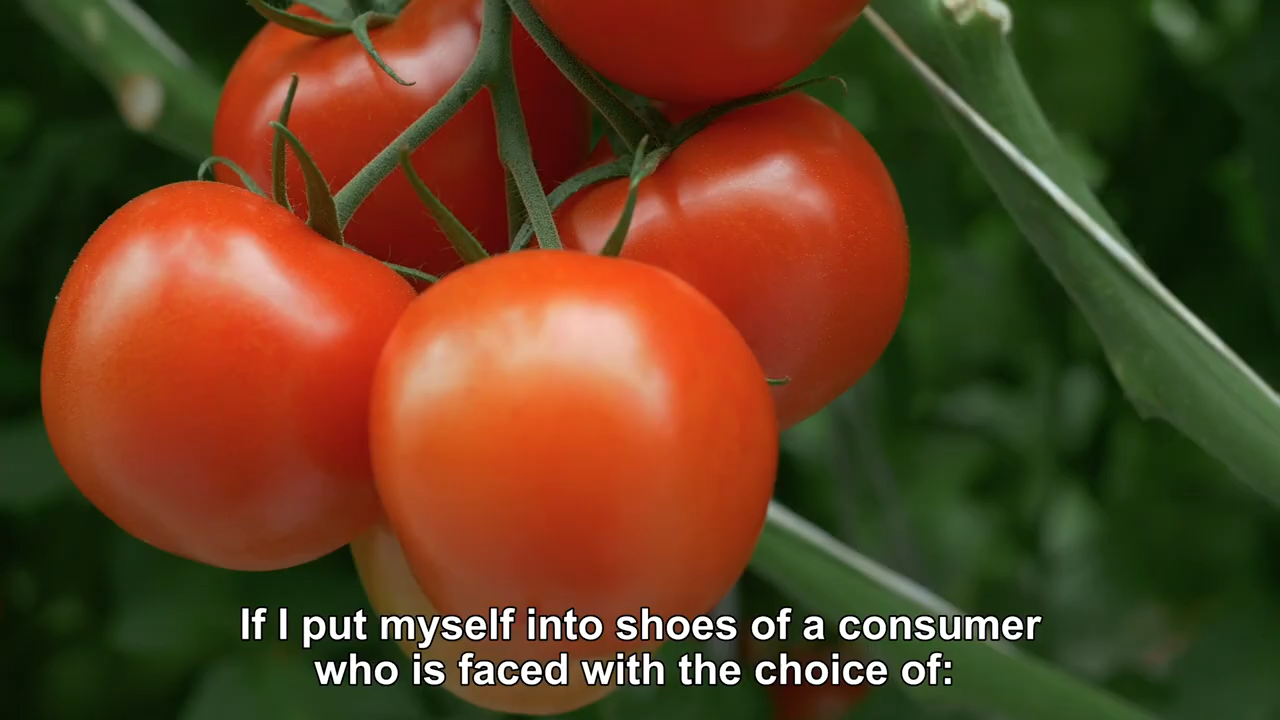 If I put myself into shoes of a consumer
who is faced with the choice of: